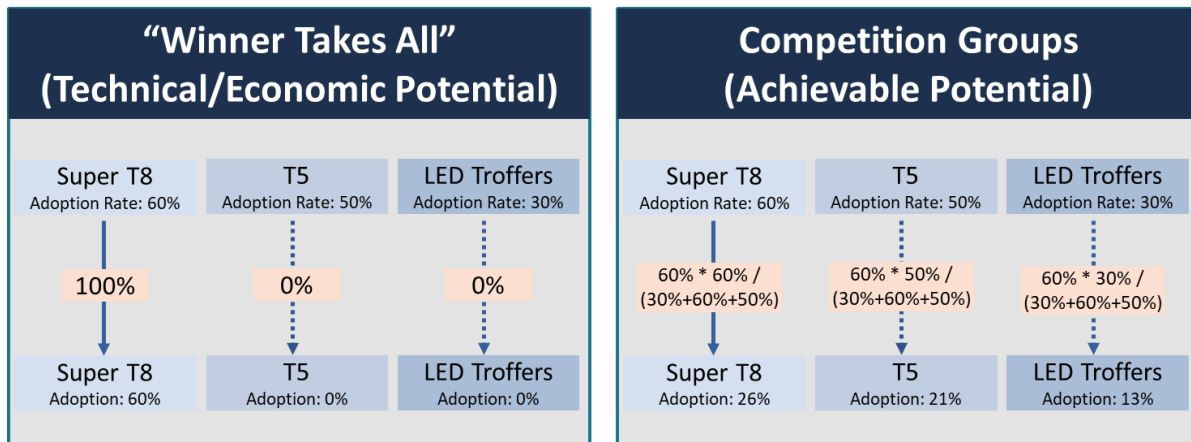 “Winner Takes All”
(Technical/Economic Potential)
Super T8
Adoption Rate: 60%
T5
Adoption Rate: 50%
LED Troffers
Adoption Rate: 30%
100%
0%
0%
Super T8
Adoption: 60%
T5
Adoption: 0%
LED Troffers
Adoption: 0%
Competition Groups
(Achievable Potential)
Super T8
Adoption Rate: 60%
T5
Adoption Rate: 50%
LED Troffers
Adoption Rate: 30%
60% * 60% /
(30%+60%+50%)
60% * 50% /
(30%+60%+50%)
60% * 30% /
(30%+60%+50%)
Super T8
Adoption: 26%
T5
Adoption: 21%
LED Troffers
Adoption: 13%